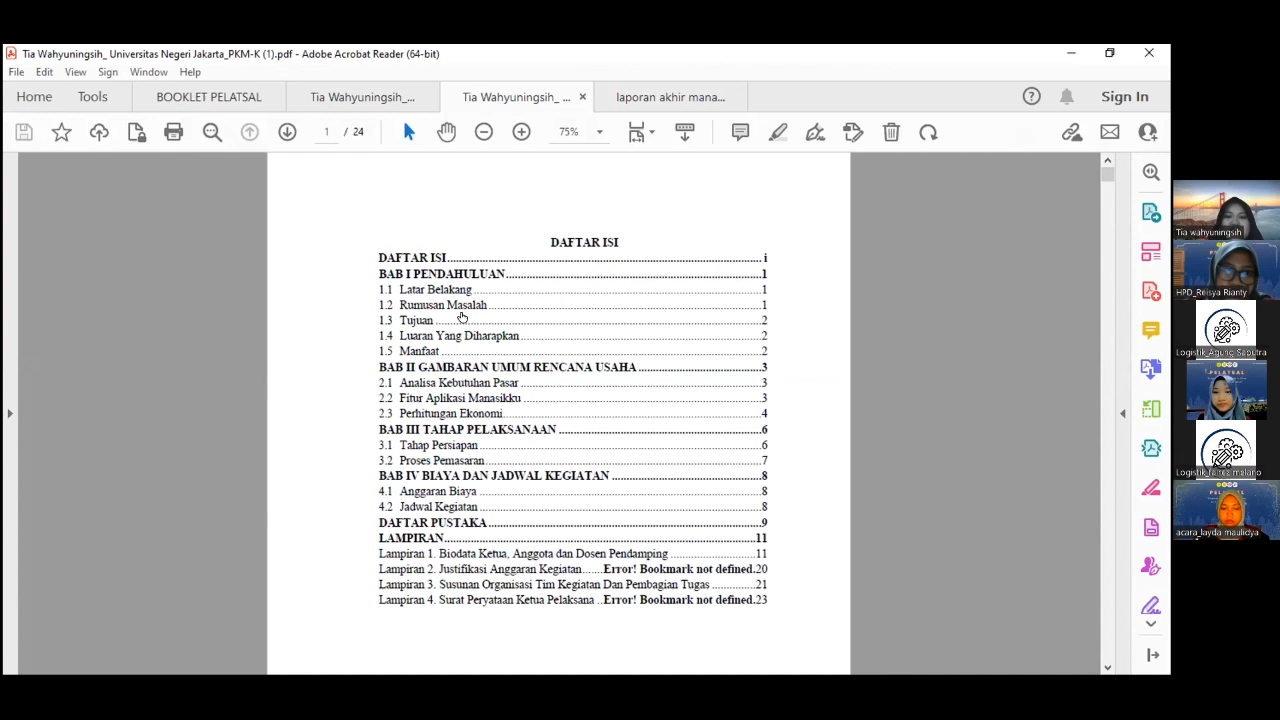 Tia Wahyuningsih_ Universitas Negeri Jakarta_PKM-K (1).pdf - Adobe Acrobat Reader (64-bit)
File Edit View Sign Window Help
Home Tools BOOKLET PELATSAL Tia Wahyuningsih_... Tia Wahyuningsih_ ... × laporan akhir mana... Sign In
1 / 24 75%
DAFTAR ISI
DAFTAR ISI.....i
BAB I PENDAHULUAN.....1
1.1 Latar Belakang.....1
1.2 Rumusan Masalah.....1
1.3 Tujuan.....2
1.4 Luaran Yang Diharapkan.....2
1.5 Manfaat.....2
BAB II GAMBARAN UMUM RENCANA USAHA.....3
2.1 Analisa Kebutuhan Pasar.....3
2.2 Fitur Aplikasi Manasikku.....3
2.3 Perhitungan Ekonomi.....4
BAB III TAHAP PELAKSANAAN.....6
3.1 Tahap Persiapan.....6
3.2 Proses Pemasaran.....7
BAB IV BIAYA DAN JADWAL KEGIATAN.....8
4.1 Anggaran Biaya.....8
4.2 Jadwal Kegiatan.....8
DAFTAR PUSTAKA.....9
LAMPIRAN.....11
Lampiran 1. Biodata Ketua, Anggota dan Dosen Pendamping.....11
Lampiran 2. Justifikasi Anggaran Kegiatan.......Error! Bookmark not defined.20
Lampiran 3. Susunan Organisasi Tim Kegiatan Dan Pembagian Tugas.....21
Lampiran 4. Surat Peryataan Ketua Pelaksana ..Error! Bookmark not defined.23
Tia wahyuningsih
HPD_Reisya Rianty
Logistik_Agung Saputra
PELATSAL
acara_layda maulidya